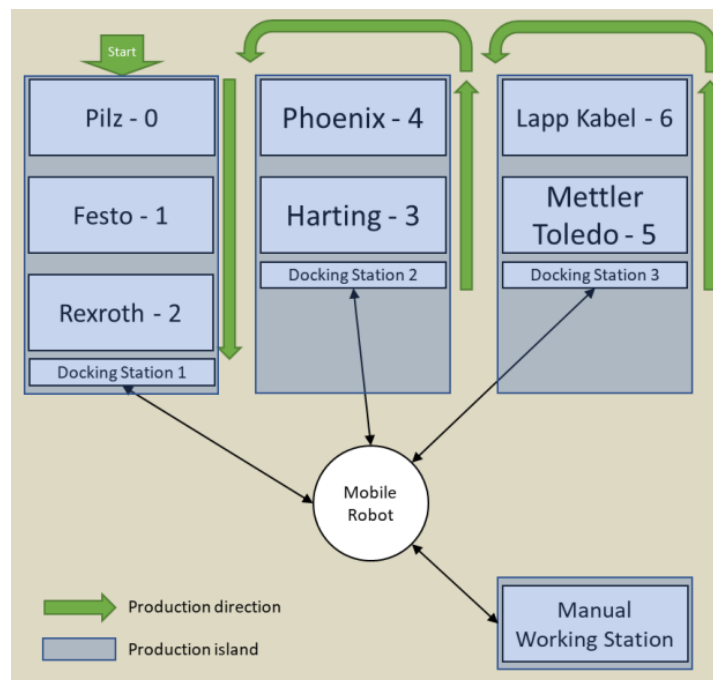 Start
Pilz - 0
Festo - 1
Rexroth - 2
Docking Station 1
Phoenix - 4
Harting - 3
Docking Station 2
Lapp Kabel - 6
Mettler
Toledo - 5
Docking Station 3
Mobile
Robot
Manual
Working Station
Production direction
Production island